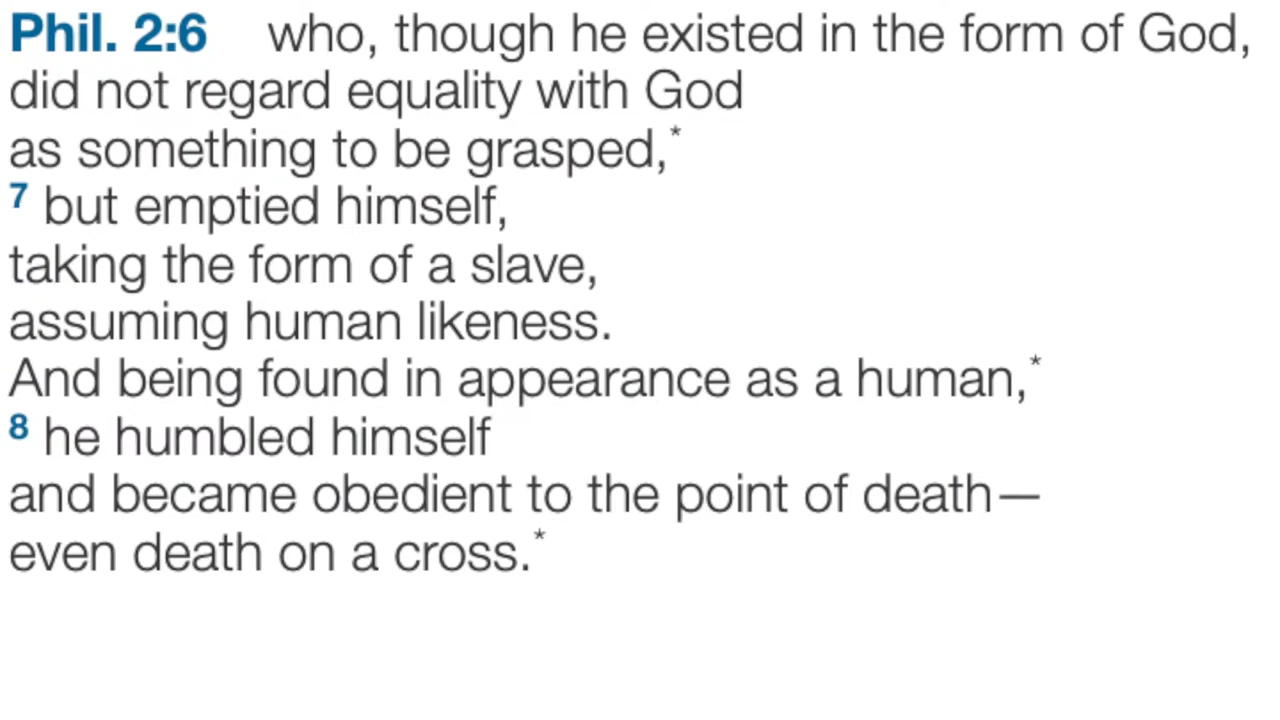 Phil. 2:6 who, though he existed in the form of God,
did not regard equality with God
as something to be grasped,*
7 but emptied himself,
taking the form of a slave,
assuming human likeness.
And being found in appearance as a human,*
8 he humbled himself
and became obedient to the point of death—
even death on a cross.*